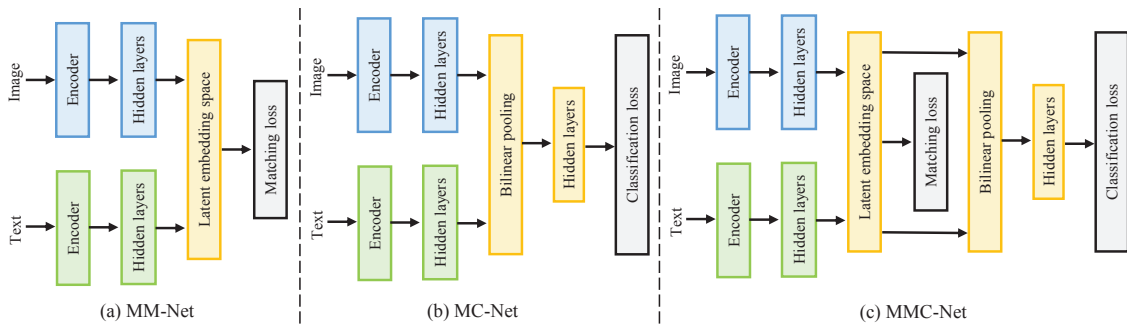 Image
Encoder
Hidden layers
Text
Encoder
Hidden layers
Latent embedding space
Matching loss
(a) MM-Net
Image
Encoder
Hidden layers
Text
Encoder
Hidden layers
Bilinear pooling
Hidden layers
Classification loss
(b) MC-Net
Image
Encoder
Hidden layers
Text
Encoder
Hidden layers
Latent embedding space
Matching loss
Bilinear pooling
Hidden layers
Classification loss
(c) MMC-Net